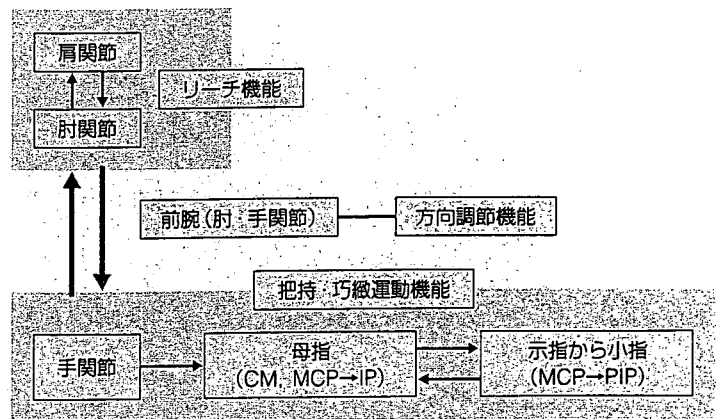 肩関節
リーチ機能
肘関節
前腕(肘・手関節)
方向調節機能
把持・巧緻運動機能
手関節
母指
(CM, MCP→IP)
示指から小指
(MCP→PIP)